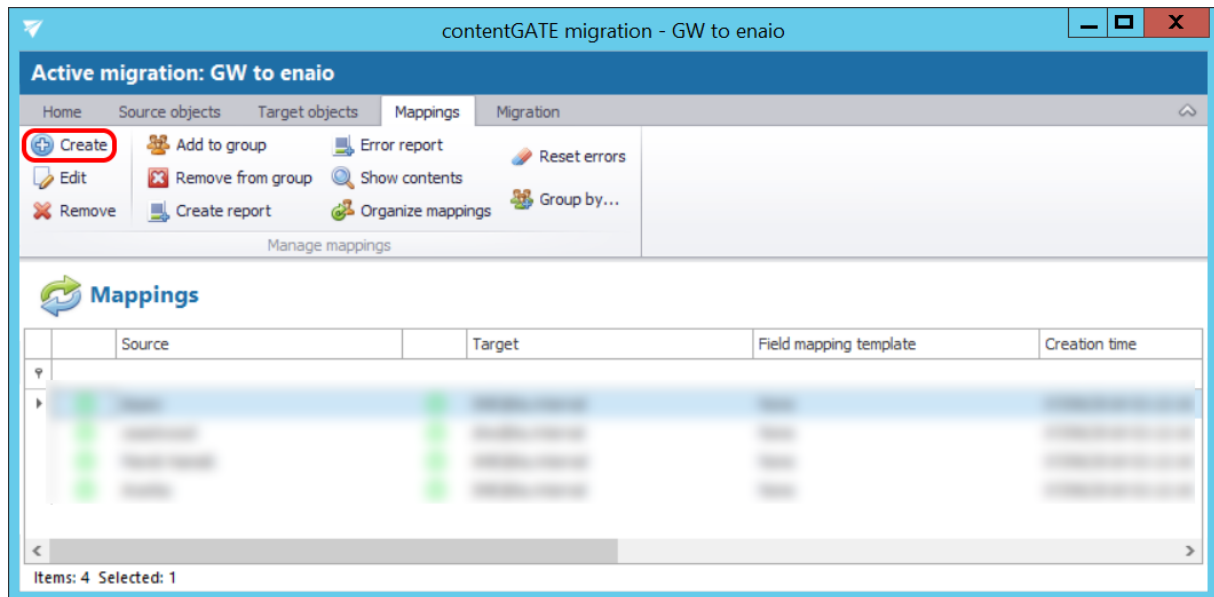 contentGATE migration - GW to enaio
Active migration: GW to enaio
Home Source objects Target objects Mappings Migration
Create Add to group Error report Reset errors
Edit Remove from group Show contents Group by...
Remove Create report Organize mappings
Manage mappings
Mappings
Source Target Field mapping template Creation time
Items: 4 Selected: 1